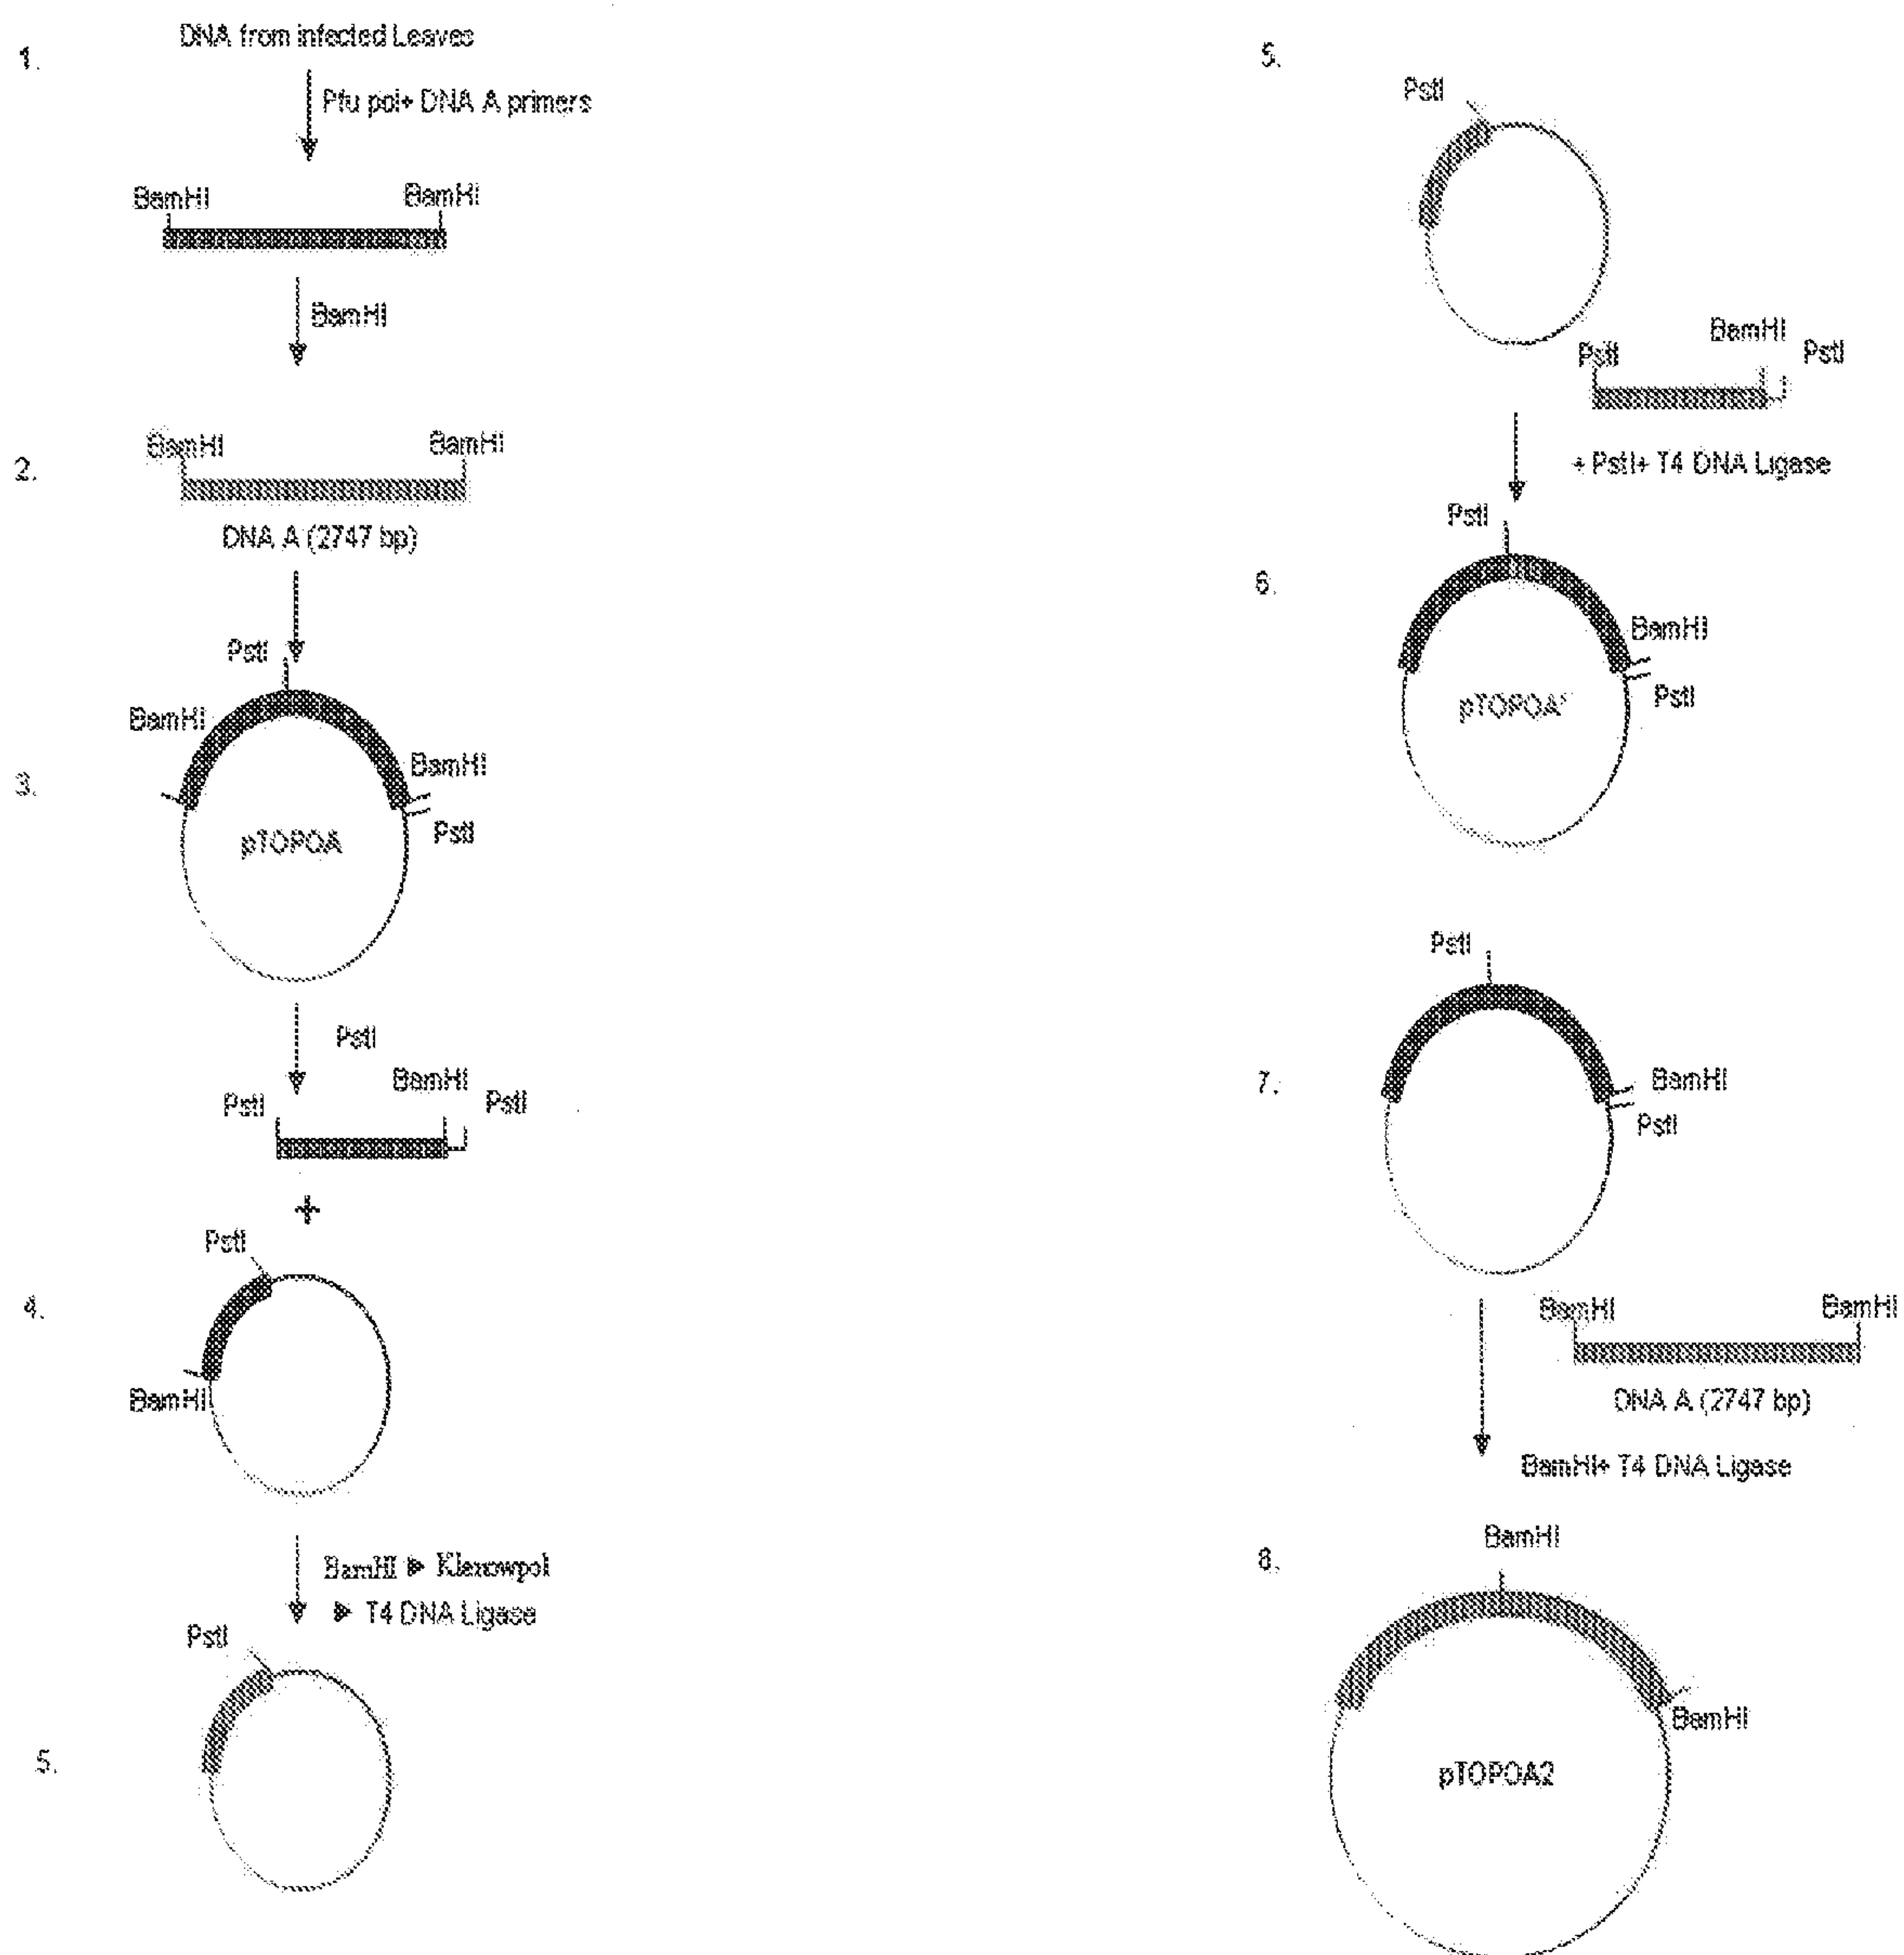 1.
DNA from infected Leaves
Pfu pol+ DNA A primers
BamHI BamHI
BamHI
2.
BamHI BamHI
DNA A (2747 bp)
3.
PstI
BamHI
BamHI
PstI
pTOPOA
PstI
BamHI
PstI PstI
+
4.
PstI
BamHI
BamHI ▶ Klenowpol
▶ T4 DNA Ligase
5.
PstI
5.
PstI
BamHI
PstI PstI
+ PstI+ T4 DNA Ligase
6.
PstI
BamHI
PstI
pTOPOA'
7.
PstI
BamHI
PstI
BamHI BamHI
DNA A (2747 bp)
BamHI+ T4 DNA Ligase
8.
BamHI
BamHI
pTOPOA2